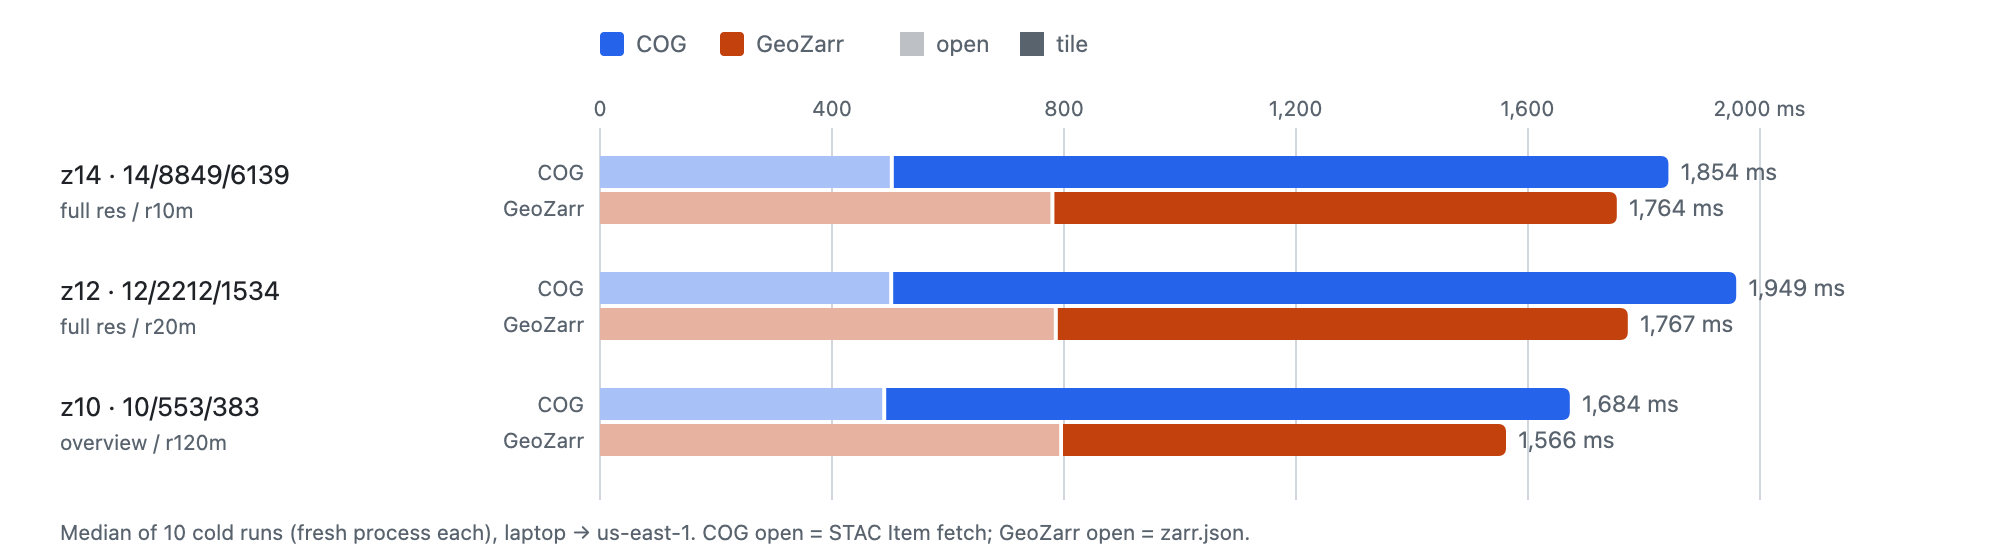 COG GeoZarr open tile
0 400 800 1,200 1,600 2,000 ms
z14 · 14/8849/6139
full res / r10m
COG 1,854 ms
GeoZarr 1,764 ms
z12 · 12/2212/1534
full res / r20m
COG 1,949 ms
GeoZarr 1,767 ms
z10 · 10/553/383
overview / r120m
COG 1,684 ms
GeoZarr 1,566 ms
Median of 10 cold runs (fresh process each), laptop → us-east-1. COG open = STAC Item fetch; GeoZarr open = zarr.json.